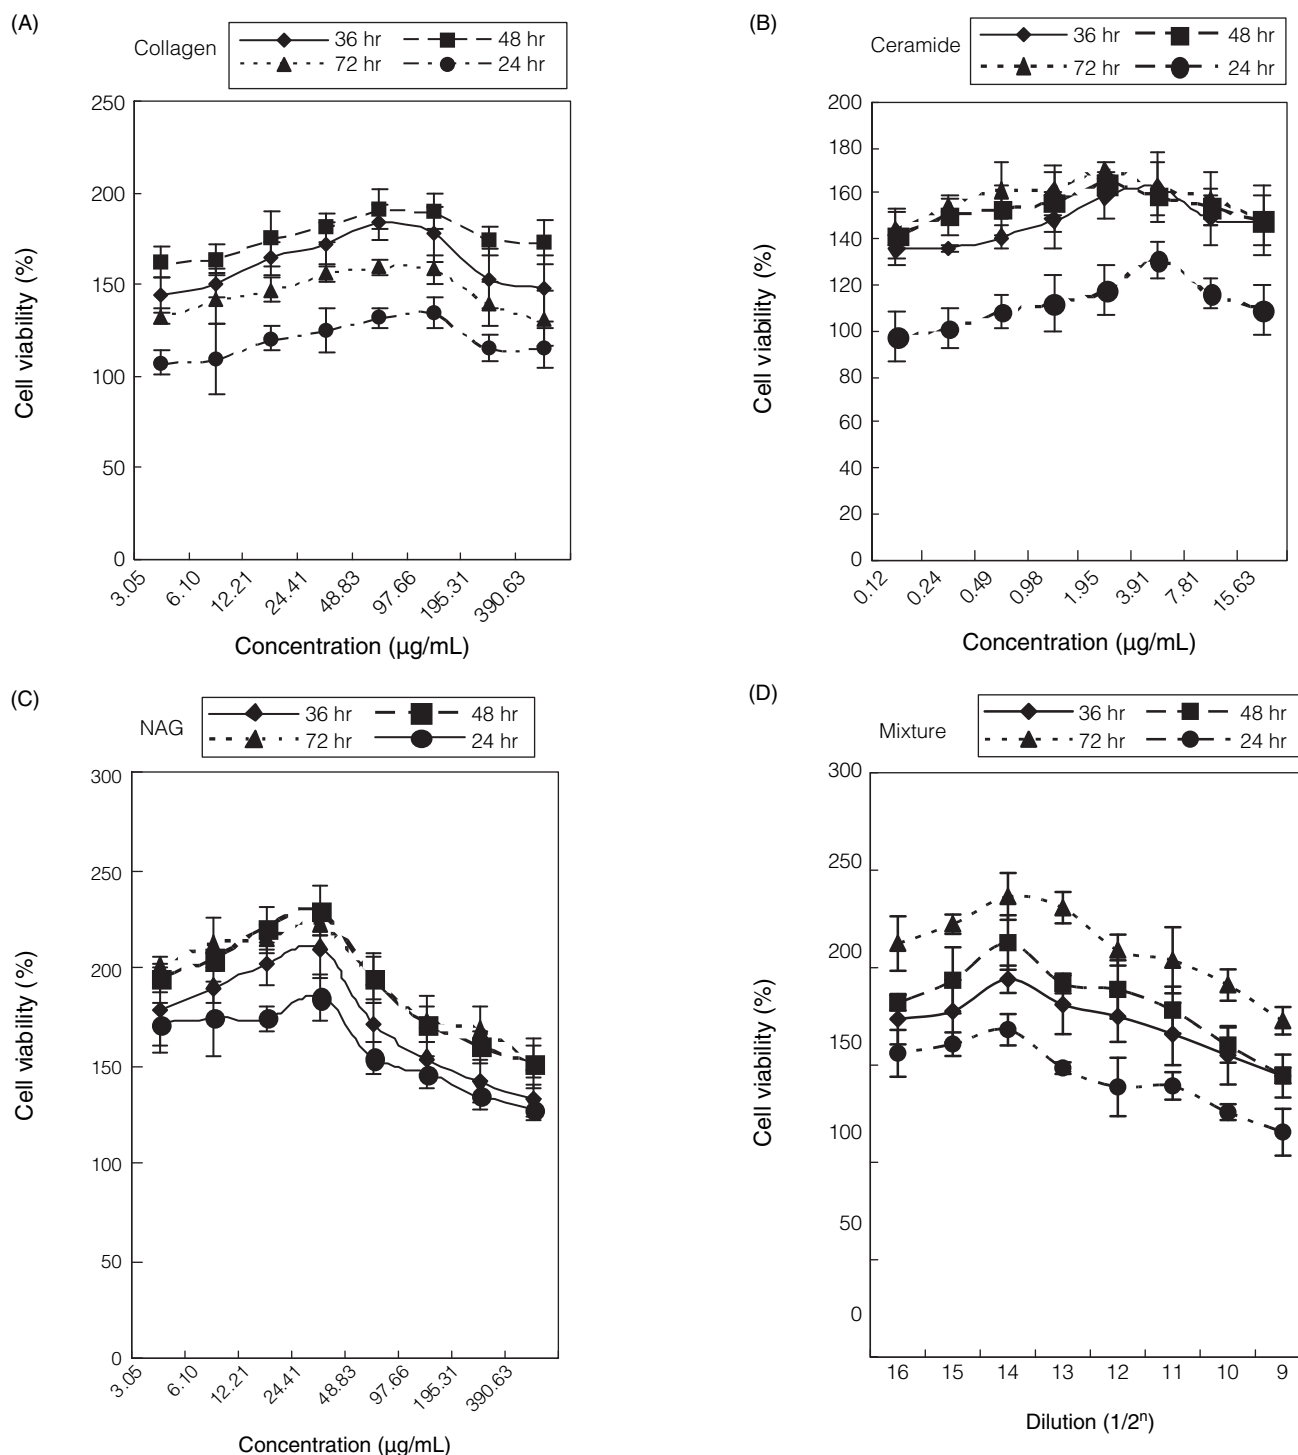 (A)
Collagen
36 hr 48 hr
72 hr 24 hr
250
200
150
100
50
0
Cell viability (%)
3.05 6.10 12.21 24.41 48.83 97.66 195.31 390.63
Concentration (µg/mL)
(B)
Ceramide
36 hr 48 hr
72 hr 24 hr
200
180
160
140
120
100
80
60
40
20
0
Cell viability (%)
0.12 0.24 0.49 0.98 1.95 3.91 7.81 15.63
Concentration (µg/mL)
(C)
NAG
36 hr 48 hr
72 hr 24 hr
300
250
200
150
100
50
0
Cell viability (%)
3.05 6.10 12.21 24.41 48.83 97.66 195.31 390.63
Concentration (µg/mL)
(D)
Mixture
36 hr 48 hr
72 hr 24 hr
300
250
200
150
100
50
0
Cell viability (%)
16 15 14 13 12 11 10 9
Dilution (1/2ⁿ)